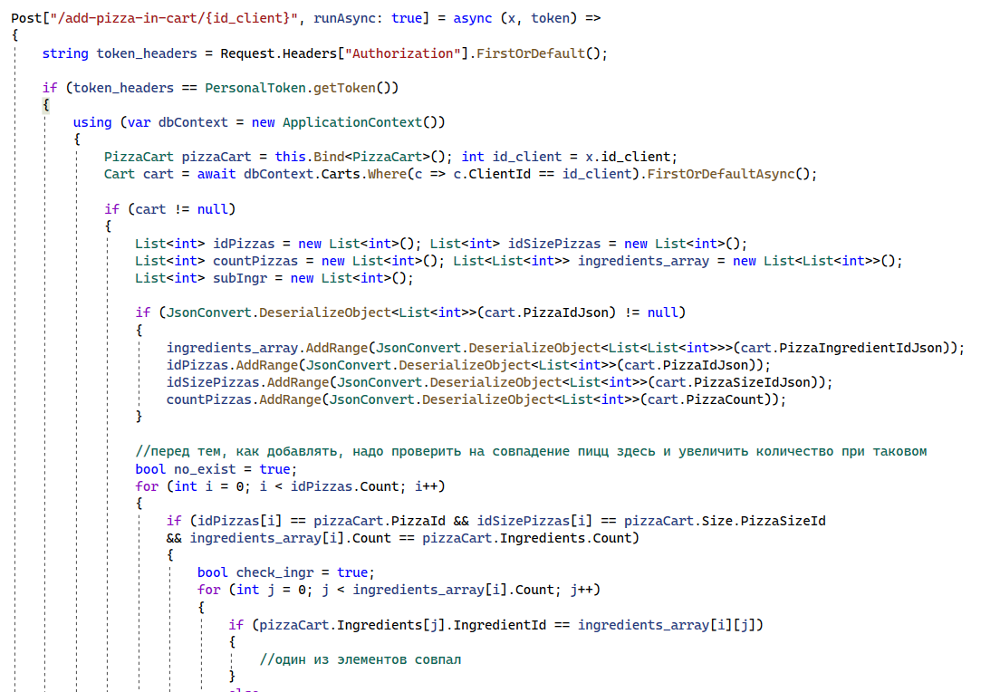 Post["/add-pizza-in-cart/{id_client}", runAsync: true] = async (x, token) =>
{
string token_headers = Request.Headers["Authorization"].FirstOrDefault();
if (token_headers == PersonalToken.getToken())
{
using (var dbContext = new ApplicationContext())
{
PizzaCart pizzaCart = this.Bind<PizzaCart>(); int id_client = x.id_client;
Cart cart = await dbContext.Carts.Where(c => c.ClientId == id_client).FirstOrDefaultAsync();
if (cart != null)
{
List<int> idPizzas = new List<int>(); List<int> idSizePizzas = new List<int>();
List<int> countPizzas = new List<int>(); List<List<int>> ingredients_array = new List<List<int>>();
List<int> subIngr = new List<int>();
if (JsonConvert.DeserializeObject<List<int>>(cart.PizzaIdJson) != null)
{
ingredients_array.AddRange(JsonConvert.DeserializeObject<List<List<int>>>(cart.PizzaIngredientIdJson));
idPizzas.AddRange(JsonConvert.DeserializeObject<List<int>>(cart.PizzaIdJson));
idSizePizzas.AddRange(JsonConvert.DeserializeObject<List<int>>(cart.PizzaSizeIdJson));
countPizzas.AddRange(JsonConvert.DeserializeObject<List<int>>(cart.PizzaCount));
}
//перед тем, как добавлять, надо проверить на совпадение пицц здесь и увеличить количество при таковом
bool no_exist = true;
for (int i = 0; i < idPizzas.Count; i++)
{
if (idPizzas[i] == pizzaCart.PizzaId && idSizePizzas[i] == pizzaCart.Size.PizzaSizeId
&& ingredients_array[i].Count == pizzaCart.Ingredients.Count)
{
bool check_ingr = true;
for (int j = 0; j < ingredients_array[i].Count; j++)
{
if (pizzaCart.Ingredients[j].IngredientId == ingredients_array[i][j])
{
//один из элементов совпал
}